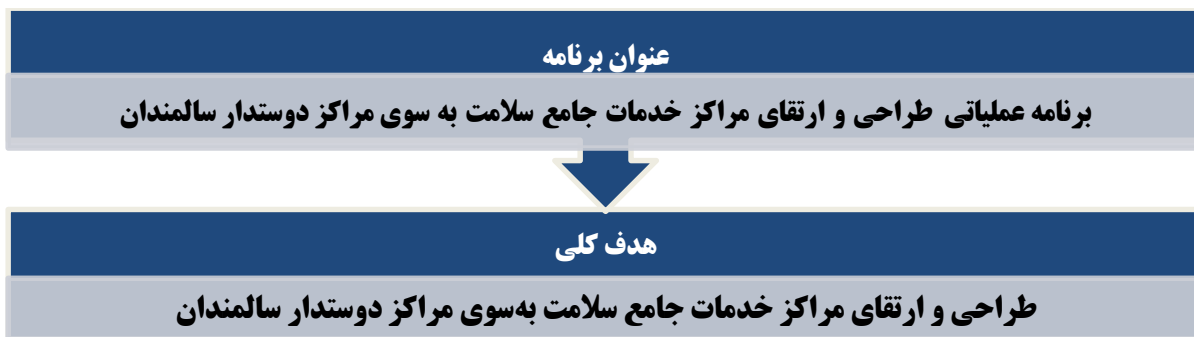 عنوان برنامه
برنامه عملیاتی طراحی و ارتقای مراکز خدمات جامع سلامت به سوی مراکز دوستدار سالمندان
هدف کلی
طراحی و ارتقای مراکز خدمات جامع سلامت به‌سوی مراکز دوستدار سالمندان